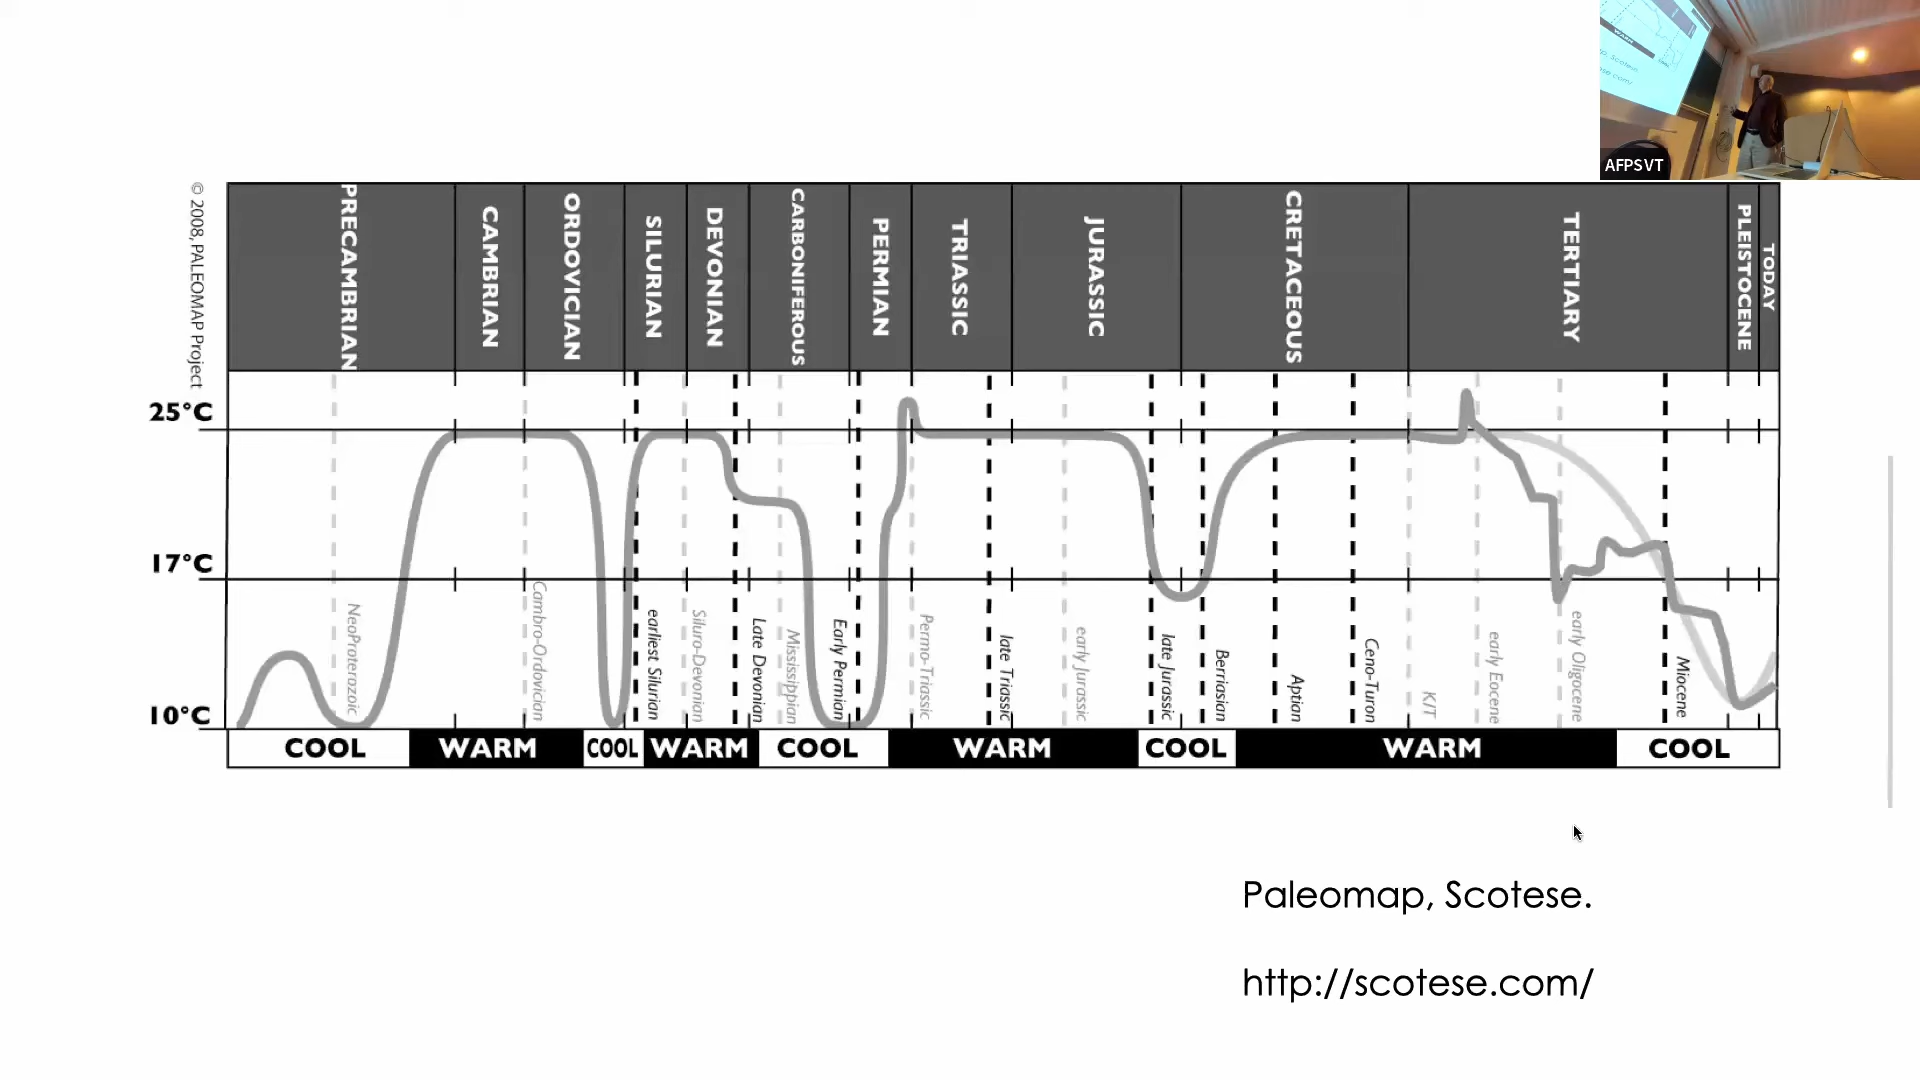 AFPSVT
© 2008, PALEOMAP Project
PRECAMBRIAN
CAMBRIAN
ORDOVICIAN
SILURIAN
DEVONIAN
CARBONIFEROUS
PERMIAN
TRIASSIC
JURASSIC
CRETACEOUS
TERTIARY
PLEISTOCENE
TODAY
25°C
17°C
10°C
NeoProterazoic
Cambro-Ordovician
earliest Silurian
Siluro-Devonian
Late Devonian
Mississippian
Early Permian
Permo-Triassic
late Triassic
early Jurassic
late Jurassic
Berriasian
Aptian
Ceno-Turon
K/T
early Eocene
early Oligocene
Miocene
COOL WARM COOL WARM COOL WARM COOL WARM COOL
Paleomap, Scotese.
http://scotese.com/